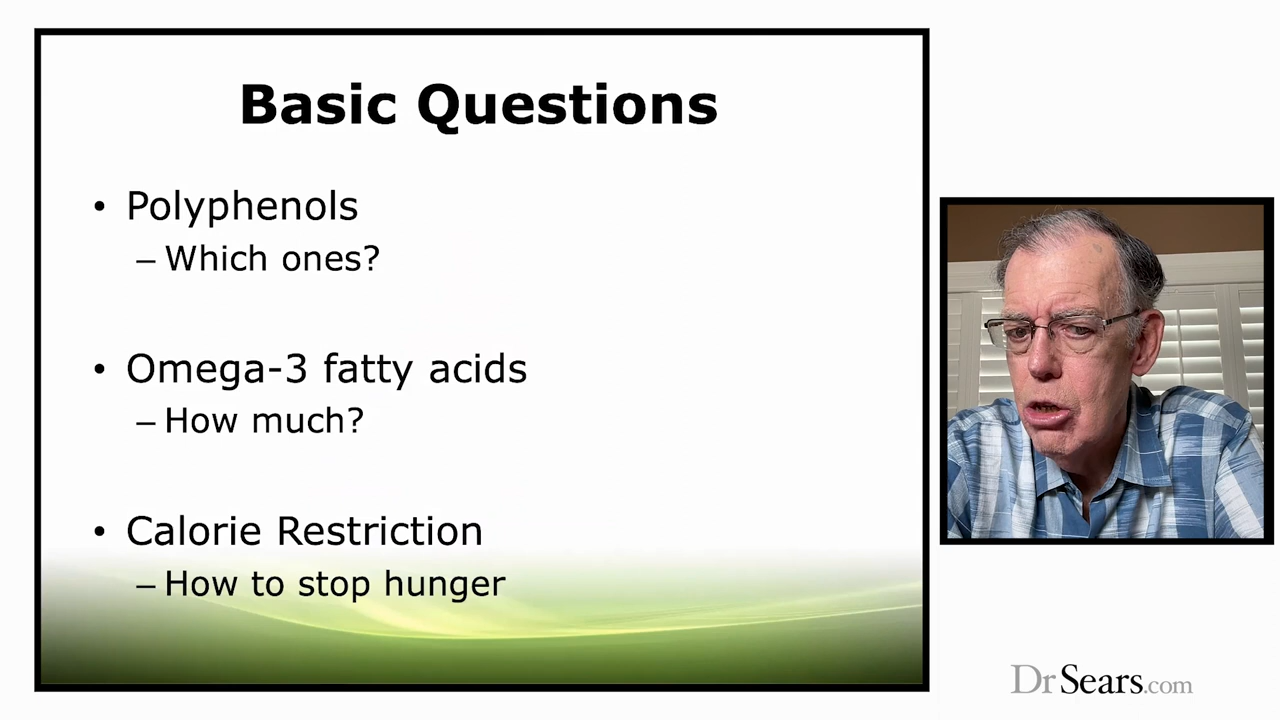 Basic Questions
• Polyphenols
– Which ones?
• Omega-3 fatty acids
– How much?
• Calorie Restriction
– How to stop hunger
DrSears.com